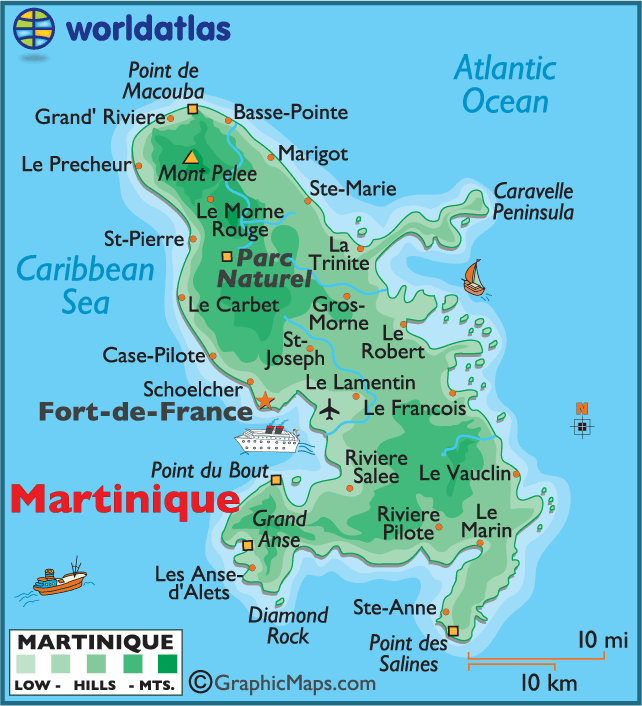 worldatlas
Atlantic
Ocean
Point de
Macouba
Grand' Riviere
Basse-Pointe
Marigot
Le Precheur
Mont Pelee
Ste-Marie
Caravelle
Peninsula
Le Morne
Rouge
St-Pierre
La
Trinite
Parc
Naturel
Caribbean
Sea
Le Carbet
Gros-
Morne
Le
Robert
St-
Joseph
Case-Pilote
Schoelcher
Le Lamentin
Fort-de-France
Le Francois
N
Point du Bout
Riviere
Salee
Le Vauclin
Martinique
Grand
Anse
Riviere
Pilote
Le
Marin
Les Anse-
d'Alets
Diamond
Rock
Ste-Anne
Point des
Salines
10 mi
10 km
MARTINIQUE
LOW - HILLS - MTS.
©GraphicMaps.com